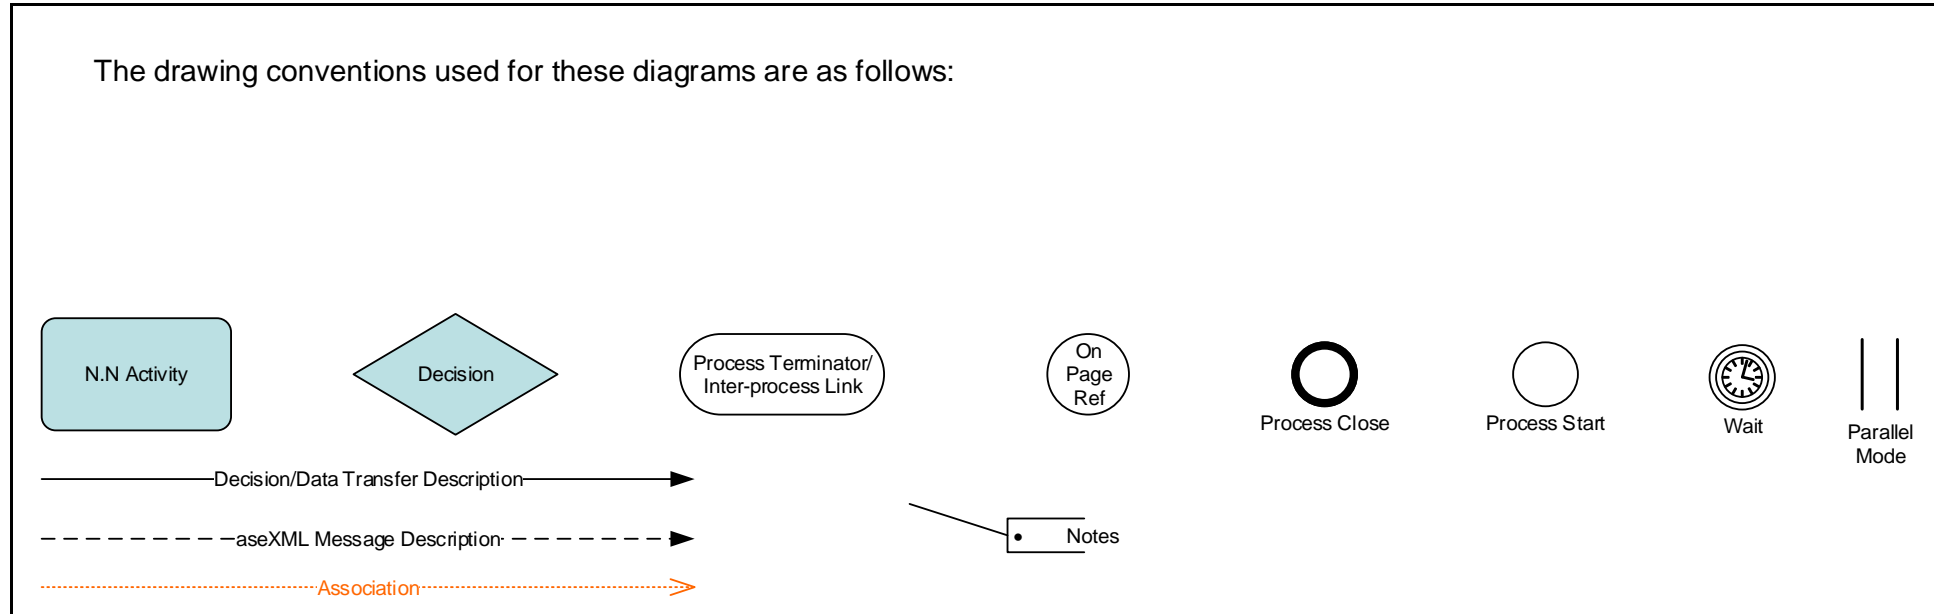 The drawing conventions used for these diagrams are as follows:
N.N Activity
Decision
Process Terminator/
Inter-process Link
On
Page
Ref
Process Close
Process Start
Wait
Parallel
Mode
Decision/Data Transfer Description
aseXML Message Description
Notes
Association